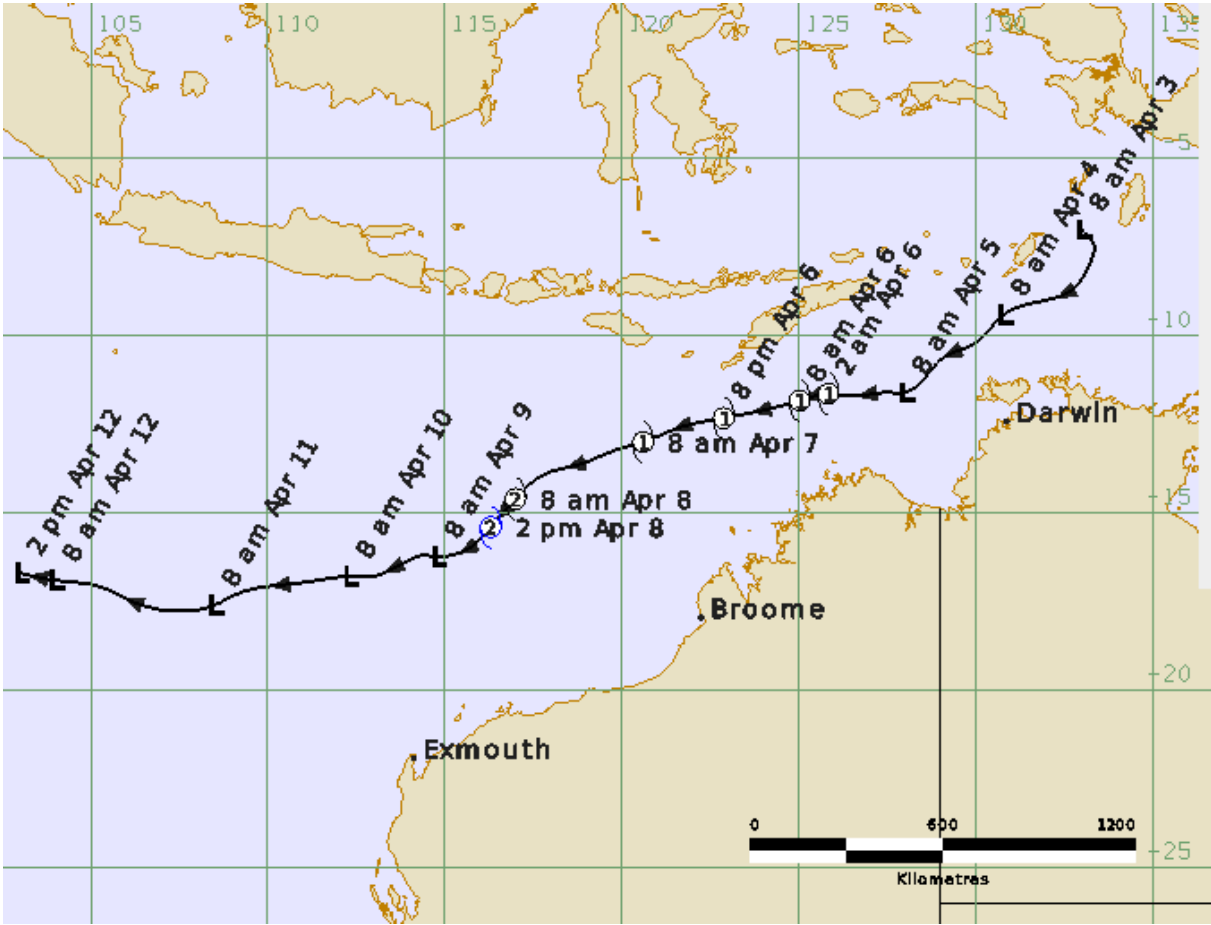 105 110 115 120 125 130 135
-5
-10
-15
-20
-25
8 am Apr 3
8 am Apr 4
8 am Apr 5
2 am Apr 6
8 am Apr 6
8 pm Apr 6
8 am Apr 7
8 am Apr 8
2 pm Apr 8
8 am Apr 9
8 am Apr 10
8 am Apr 11
8 am Apr 12
2 pm Apr 12
L
L
L
1
1
1
1
2
2
L
L
L
L
L
Darwin
Broome
Exmouth
0 600 1200
Kilometres